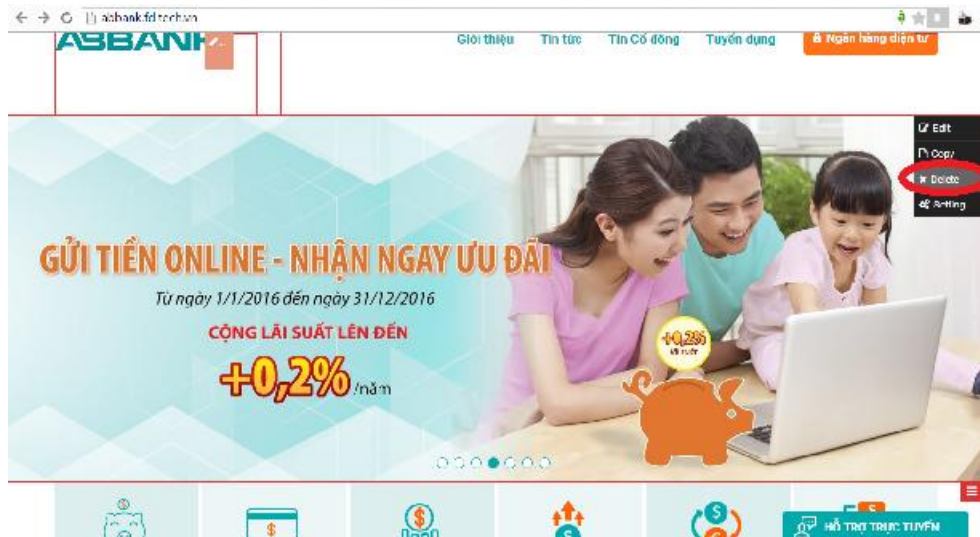 abbank.fdtech.vn
ABBANK
Giới thiệu Tin tức Tin Cổ đông Tuyển dụng Ngân hàng điện tử
Edit
Copy
Delete
Setting
GỬI TIỀN ONLINE - NHẬN NGAY ƯU ĐÃI
Từ ngày 1/1/2016 đến ngày 31/12/2016
CỘNG LÃI SUẤT LÊN ĐẾN
+0,2% /năm
+0,2%
lãi suất
HỖ TRỢ TRỰC TUYẾN